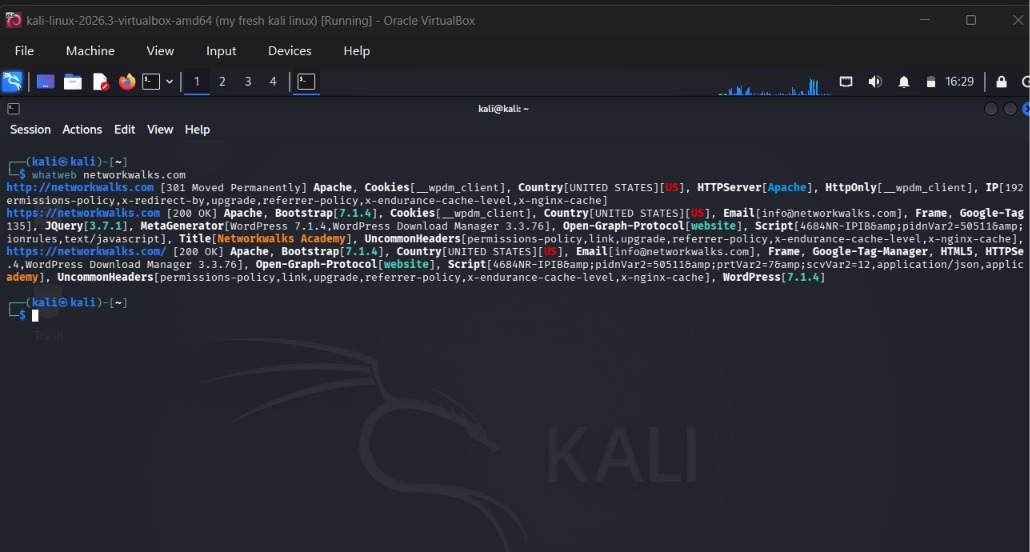 kali-linux-2026.3-virtualbox-amd64 (my fresh kali linux) [Running] - Oracle VirtualBox
File Machine View Input Devices Help
1 2 3 4 16:29
kali@kali: ~
Session Actions Edit View Help
┌──(kali㉿kali)-[~]
└─$ whatweb networkwalks.com
http://networkwalks.com [301 Moved Permanently] Apache, Cookies[__wpdm_client], Country[UNITED STATES][US], HTTPServer[Apache], HttpOnly[__wpdm_client], IP[192
ermissions-policy,x-redirect-by,upgrade,referrer-policy,x-endurance-cache-level,x-nginx-cache]
https://networkwalks.com [200 OK] Apache, Bootstrap[7.1.4], Cookies[__wpdm_client], Country[UNITED STATES][US], Email[info@networkwalks.com], Frame, Google-Tag
135], JQuery[3.7.1], MetaGenerator[WordPress 7.1.4,WordPress Download Manager 3.3.76], Open-Graph-Protocol[website], Script[4684NR-IPIB&amp;pidnVar2=50511&amp;
ionrules,text/javascript], Title[Networkwalks Academy], UncommonHeaders[permissions-policy,link,upgrade,referrer-policy,x-endurance-cache-level,x-nginx-cache],
https://networkwalks.com/ [200 OK] Apache, Bootstrap[7.1.4], Country[UNITED STATES][US], Email[info@networkwalks.com], Frame, Google-Tag-Manager, HTML5, HTTPSe
.4,WordPress Download Manager 3.3.76], Open-Graph-Protocol[website], Script[4684NR-IPIB&amp;pidnVar2=50511&amp;prtVar2=7&amp;scvVar2=12,application/json,applic
ademy], UncommonHeaders[permissions-policy,link,upgrade,referrer-policy,x-endurance-cache-level,x-nginx-cache], WordPress[7.1.4]
┌──(kali㉿kali)-[~]
└─$
Trash
KALI